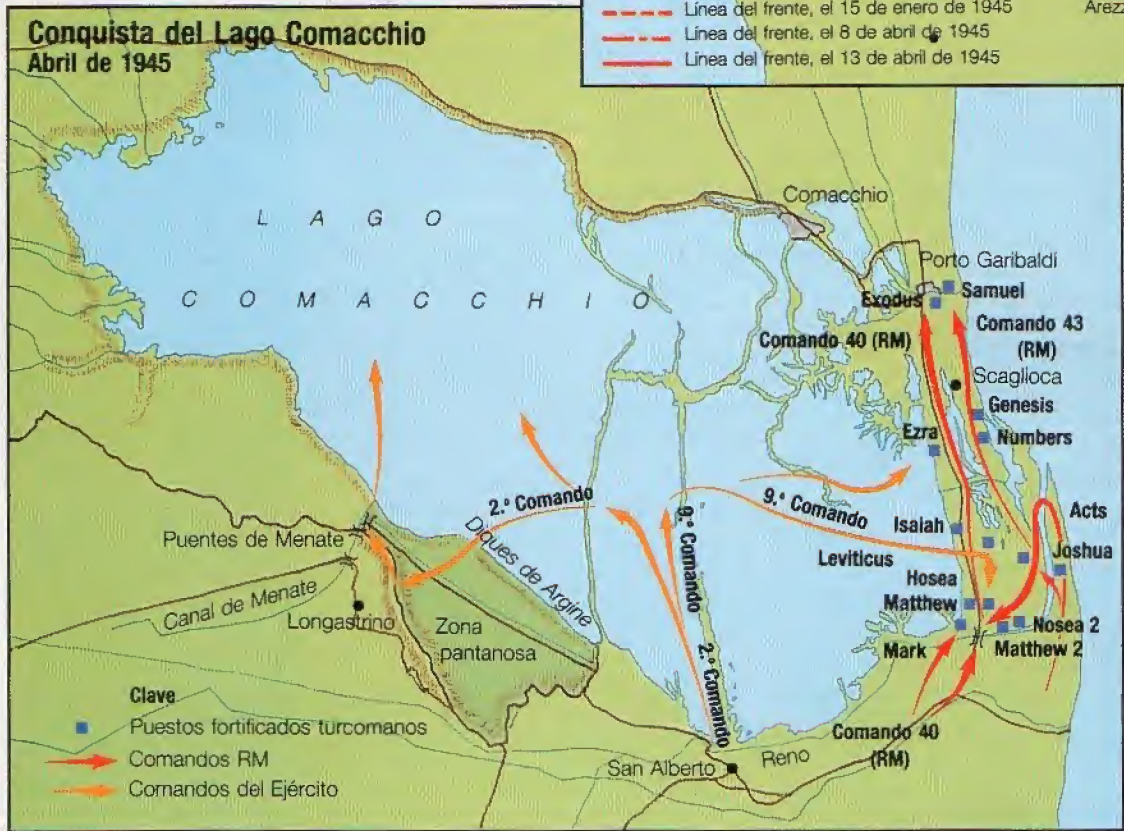 Línea del frente, el 15 de enero de 1945
Arezz
Línea del frente, el 8 de abril de 1945
Línea del frente, el 13 de abril de 1945
Conquista del Lago Comacchio
Abril de 1945
LAGO
COMACCHIO
Comacchio
Porto Garibaldi
Exodus
Samuel
Comando 40 (RM)
Comando 43
(RM)
Scaglioca
Genesis
Numbers
Ezra
2.º Comando
9.º Comando
9.º Comando
2.º Comando
Isaiah
Acts
Leviticus
Joshua
Hosea
Matthew
Nosea 2
Mark
Matthew 2
Puentes de Menate
Diques de Argine
Canal de Menate
Longastrino
Zona
pantanosa
Comando 40
(RM)
Reno
San Alberto
Clave
Puestos fortificados turcomanos
Comandos RM
Comandos del Ejército